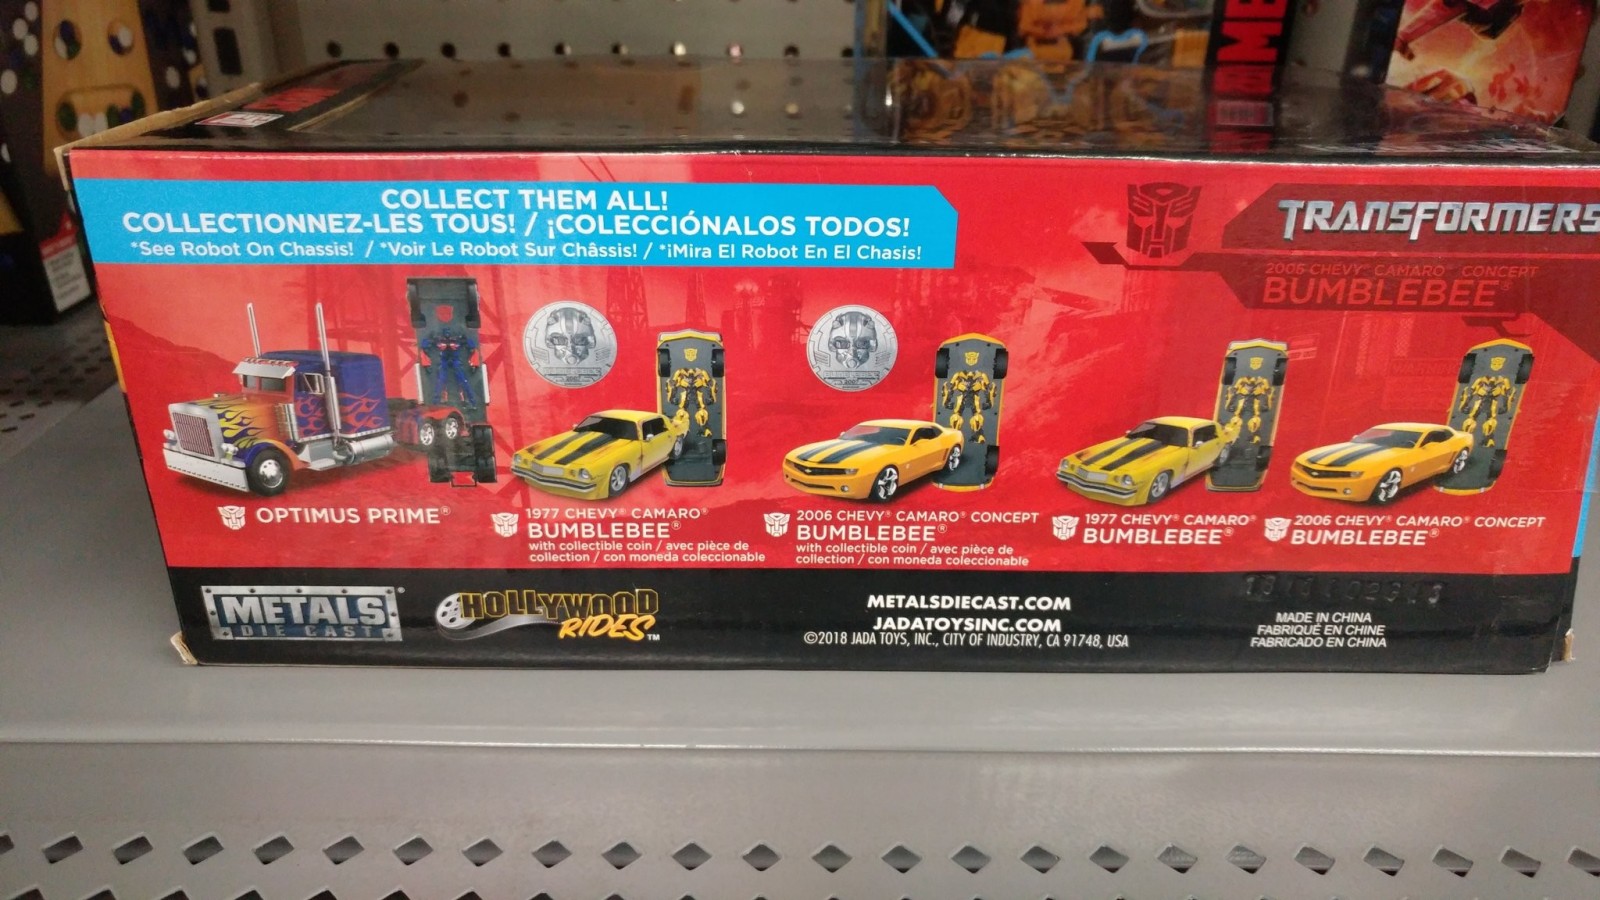 COLLECT THEM ALL!
COLLECTIONNEZ-LES TOUS! / ¡COLECCIÓNALOS TODOS!
*See Robot On Chassis! / *Voir Le Robot Sur Châssis! / *¡Mira El Robot En El Chasis!
TRANSFORMERS
2006 CHEVY® CAMARO® CONCEPT
BUMBLEBEE®
OPTIMUS PRIME®
1977 CHEVY® CAMARO®
BUMBLEBEE®
with collectible coin / avec pièce de
collection / con moneda coleccionable
2006 CHEVY® CAMARO® CONCEPT
BUMBLEBEE®
with collectible coin / avec pièce de
collection / con moneda coleccionable
1977 CHEVY® CAMARO®
BUMBLEBEE®
2006 CHEVY® CAMARO® CONCEPT
BUMBLEBEE®
METALS®
DIE CAST
HOLLYWOOD
RIDES™
METALSDIECAST.COM
JADATOYSINC.COM
©2018 JADA TOYS, INC., CITY OF INDUSTRY, CA 91748, USA
MADE IN CHINA
FABRIQUÉ EN CHINE
FABRICADO EN CHINA